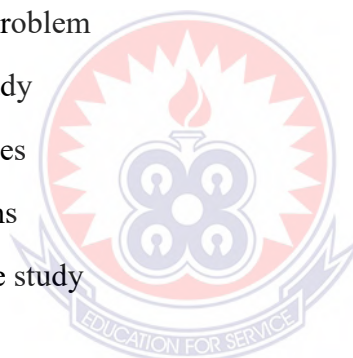 roblem
dy
es
ns
e study
EDUCATION FOR SERVICE